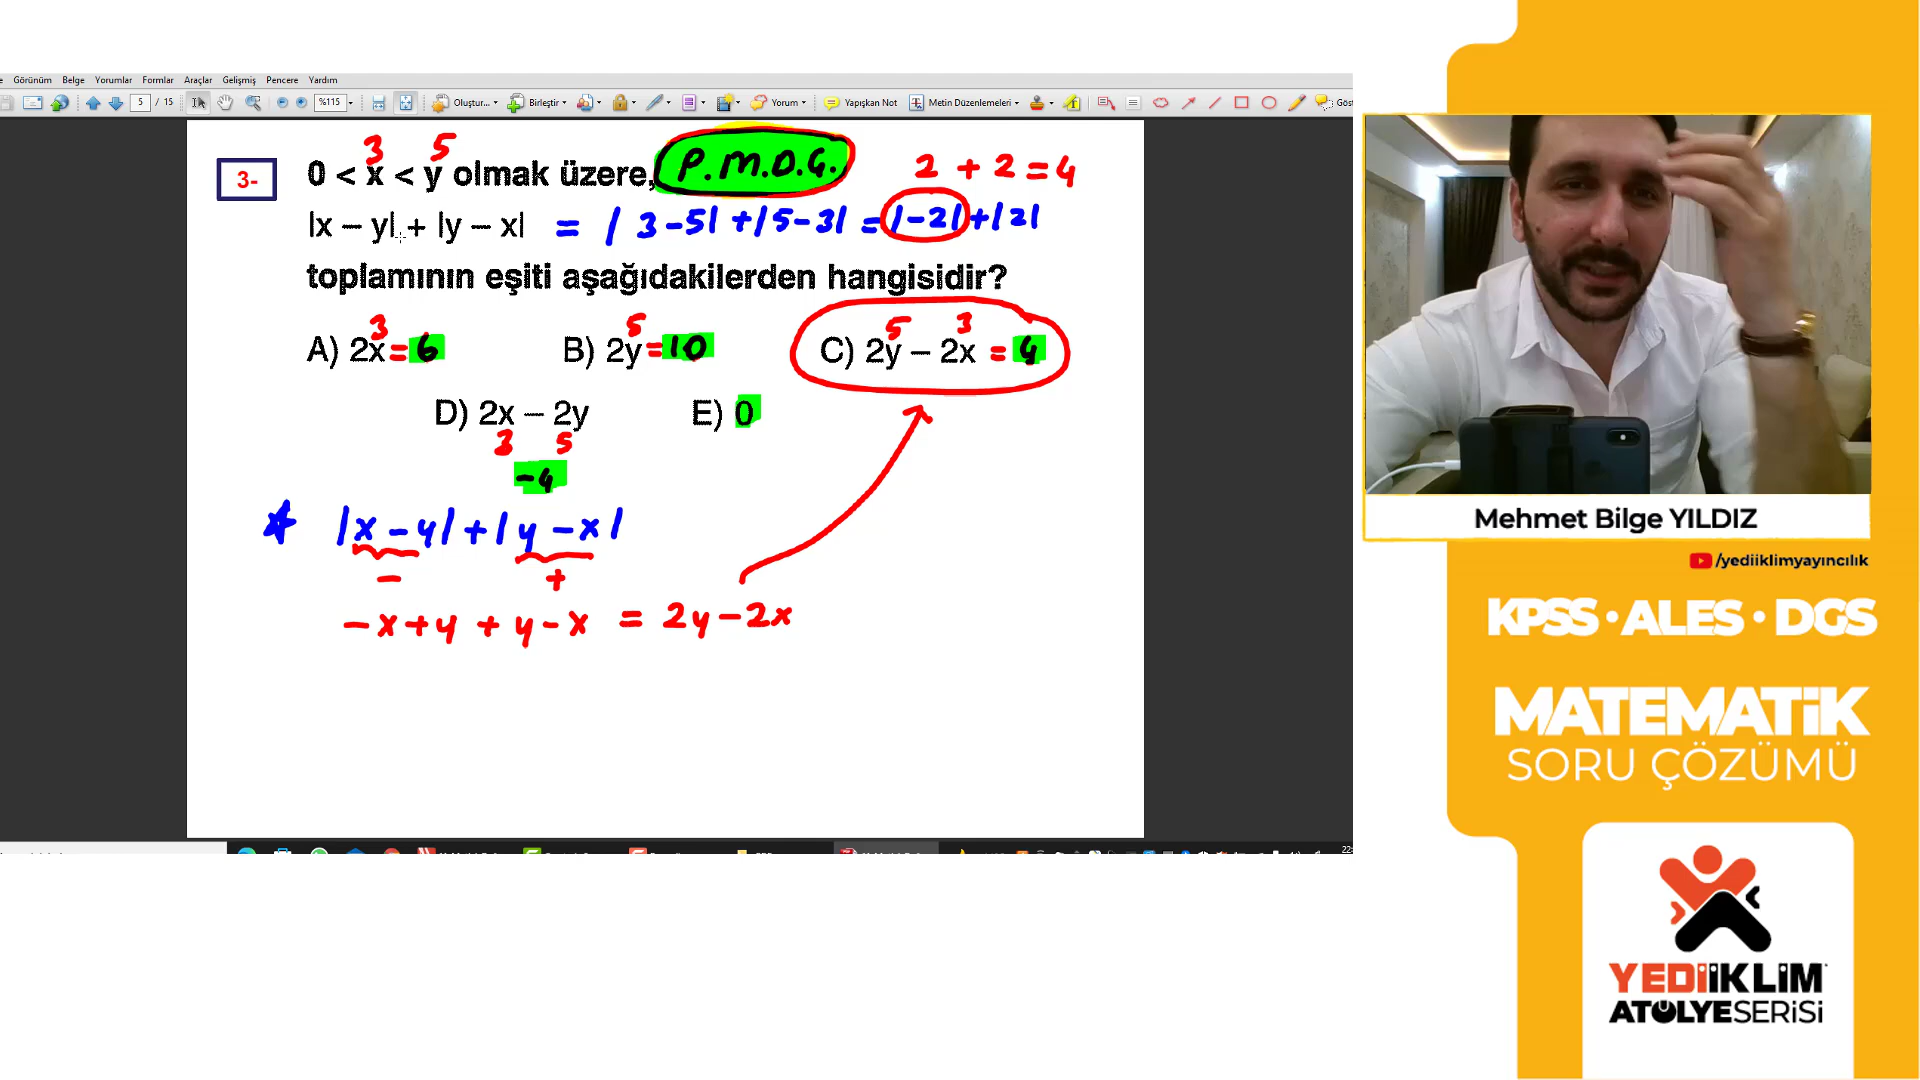 Görünüm Belge Yorumlar Formlar Araçlar Gelişmiş Pencere Yardım
5 / 15 %115 Oluştur... Birleştir Yorum Yapışkan Not Metin Düzenlemeleri Göst
3 5
3- 0 < x < y olmak üzere, P.M.D.G. 2 + 2 = 4
|x – y| + |y – x| = |3-5| + |5-3| = |-2| + |2|
toplamının eşiti aşağıdakilerden hangisidir?
3 5 5 3
A) 2x = 6 B) 2y = 10 C) 2y – 2x = 4
D) 2x – 2y E) 0
3 5
-4
|x - y| + |y - x|
- +
-x + y + y - x = 2y - 2x
22
Mehmet Bilge YILDIZ
/yediiklimyayıncılık
KPSS • ALES • DGS
MATEMATİK
SORU ÇÖZÜMÜ
YEDİİKLİM
ATÖLYESERİSİ